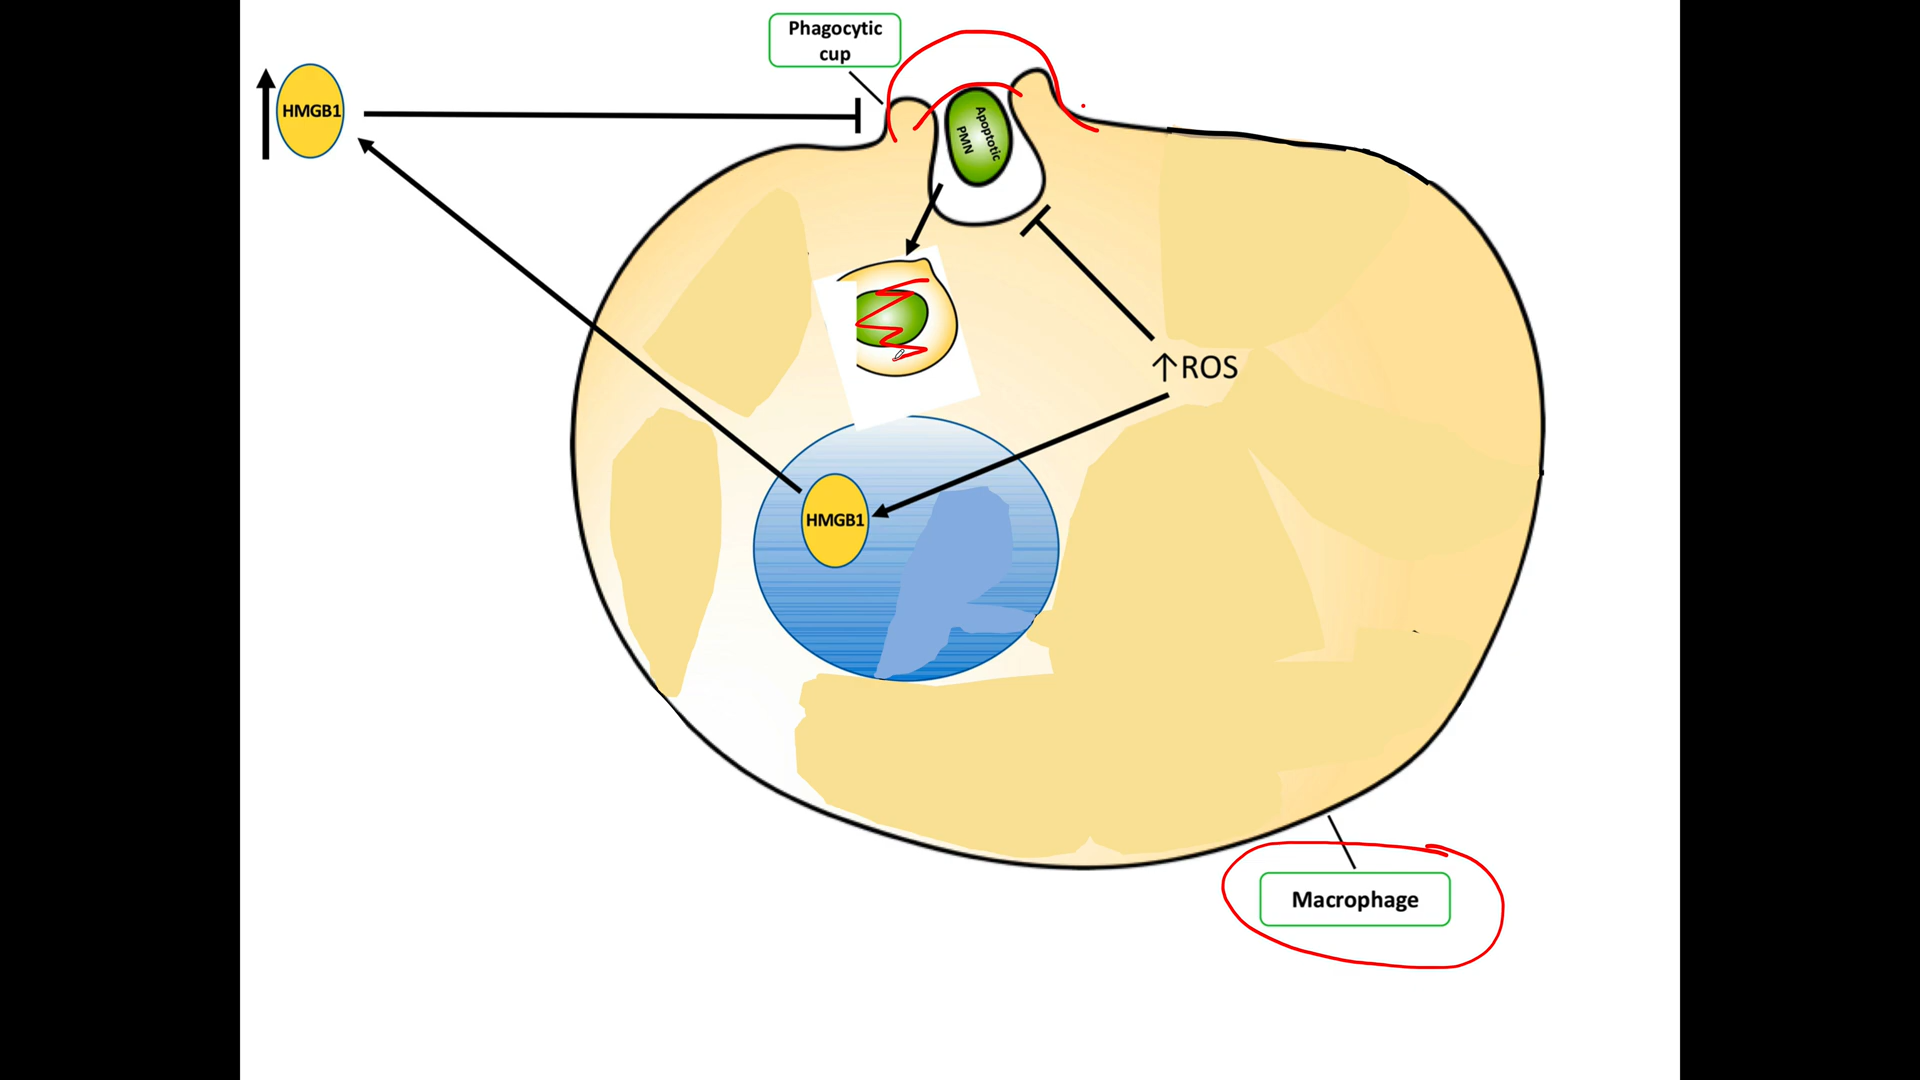 Phagocytic
cup
HMGB1
Apoptotic
PMN
↑ROS
HMGB1
Macrophage